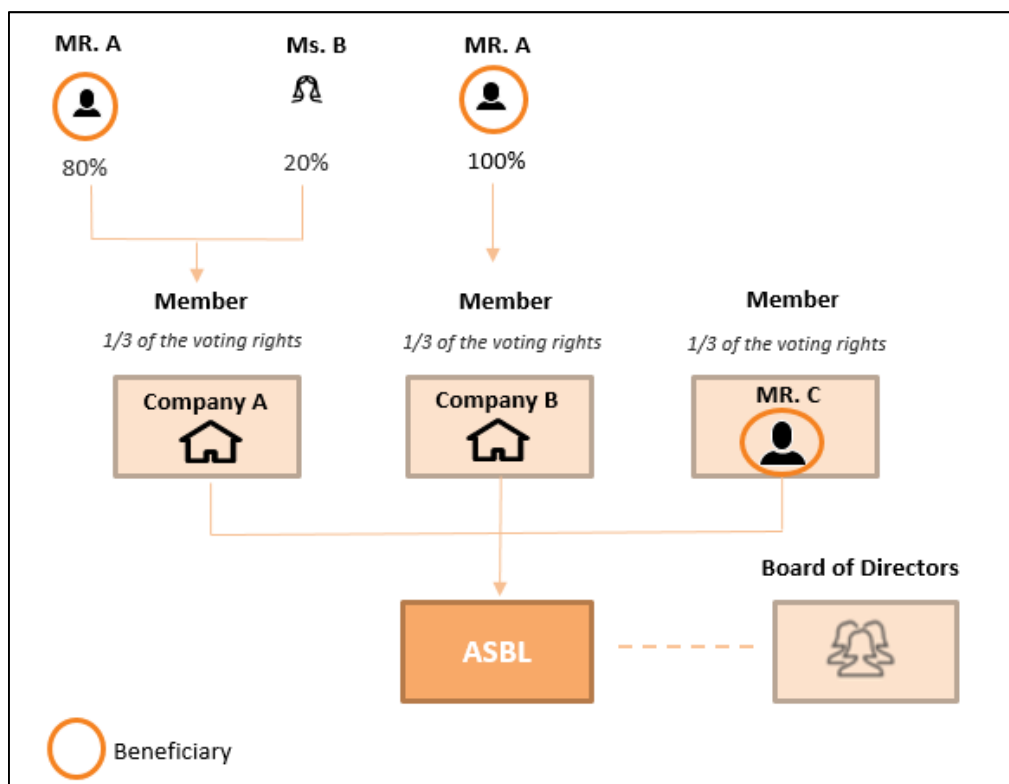 MR. A
Ms. B
MR. A
80%
20%
100%
Member
Member
Member
1/3 of the voting rights
1/3 of the voting rights
1/3 of the voting rights
Company A
Company B
MR. C
Board of Directors
ASBL
Beneficiary